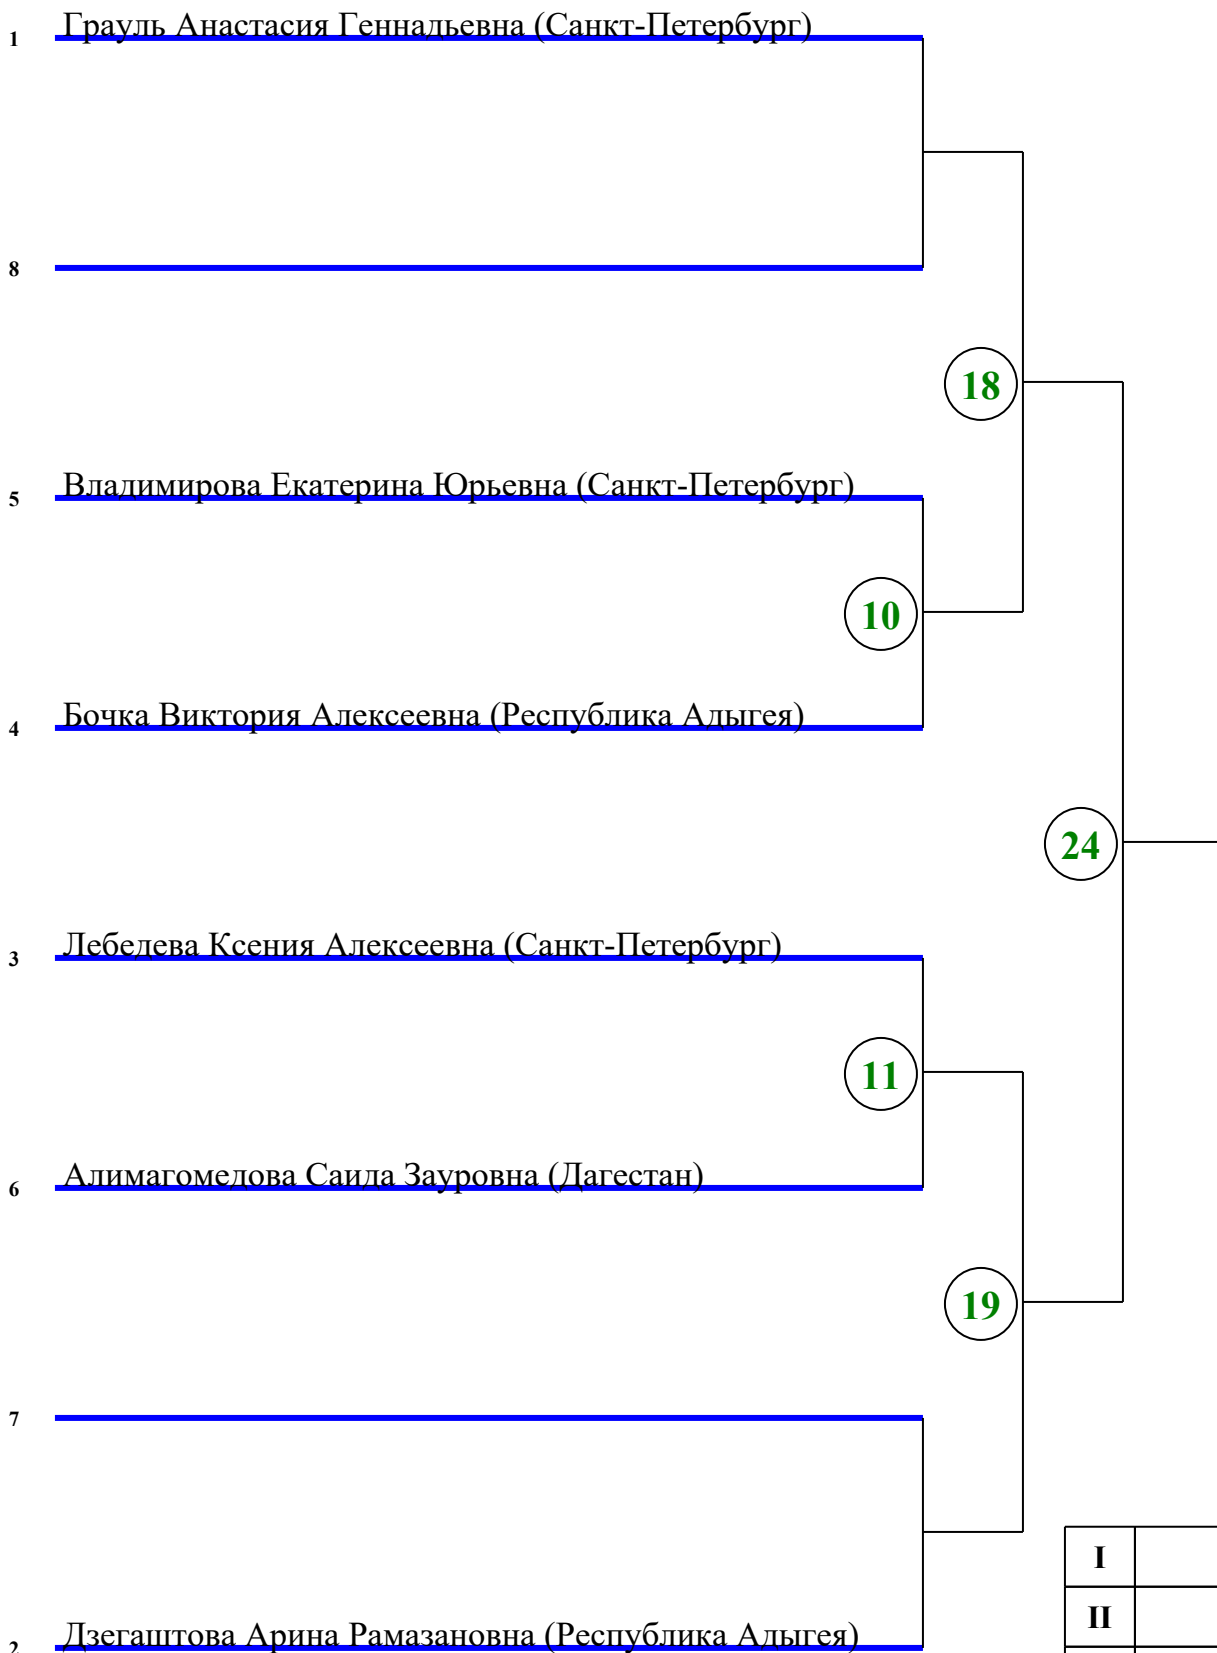 1 Грауль Анастасия Геннадьевна (Санкт-Петербург)
8
18
5 Владимирова Екатерина Юрьевна (Санкт-Петербург)
10
4 Бочка Виктория Алексеевна (Республика Адыгея)
24
3 Лебедева Ксения Алексеевна (Санкт-Петербург)
11
6 Алимагомедова Саида Зауровна (Дагестан)
19
7
I
II
2 Дзегаштова Арина Рамазановна (Республика Адыгея)